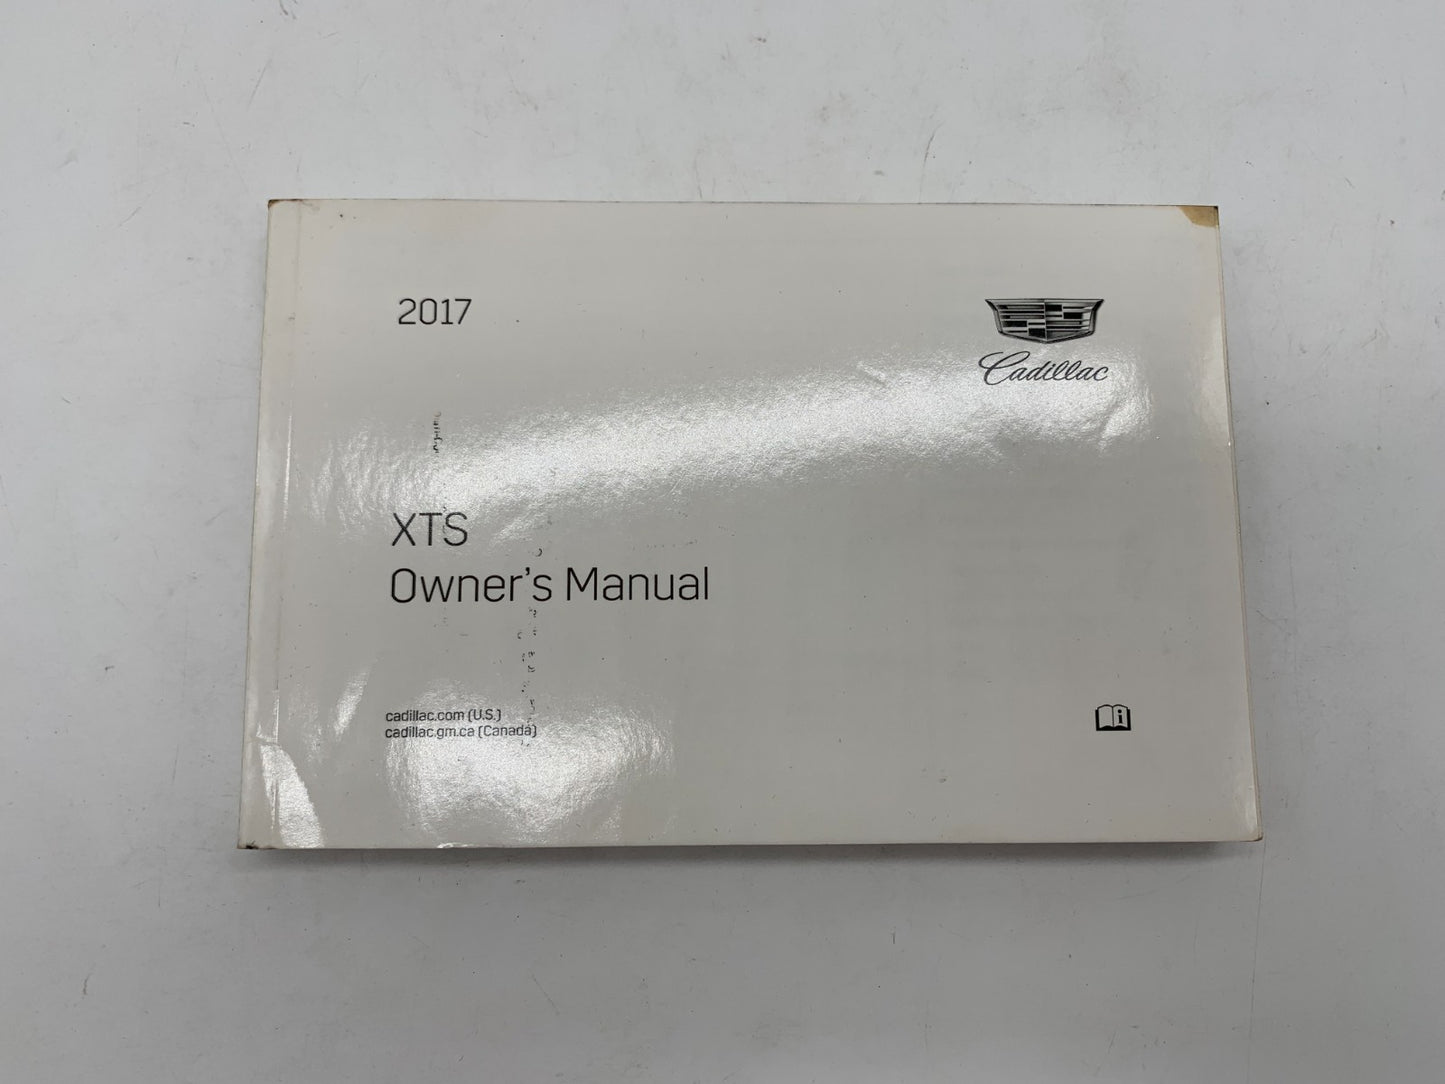 2017
Cadillac
XTS
Owner's Manual
cadillac.com (U.S.)
cadillac.gm.ca (Canada)